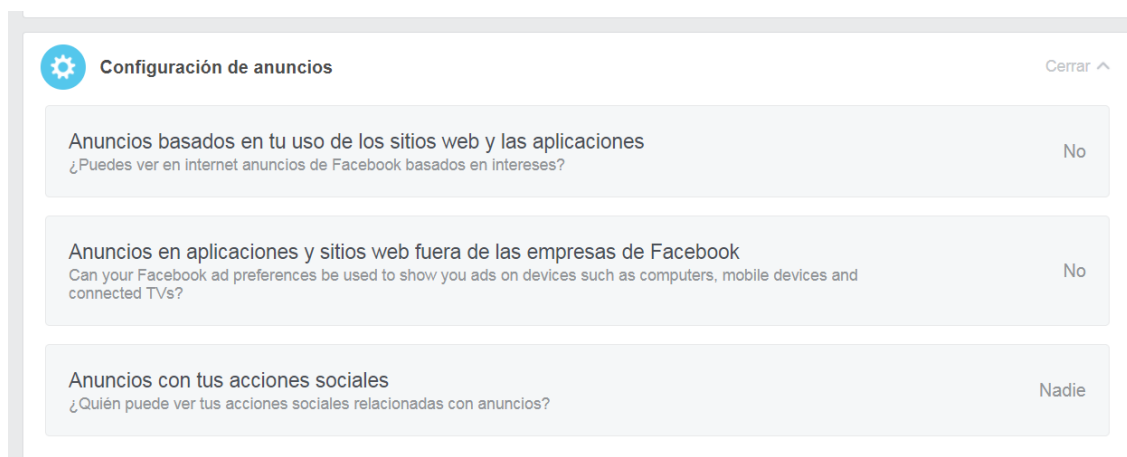 Configuración de anuncios
Cerrar
Anuncios basados en tu uso de los sitios web y las aplicaciones
¿Puedes ver en internet anuncios de Facebook basados en intereses?
No
Anuncios en aplicaciones y sitios web fuera de las empresas de Facebook
Can your Facebook ad preferences be used to show you ads on devices such as computers, mobile devices and
connected TVs?
No
Anuncios con tus acciones sociales
¿Quién puede ver tus acciones sociales relacionadas con anuncios?
Nadie